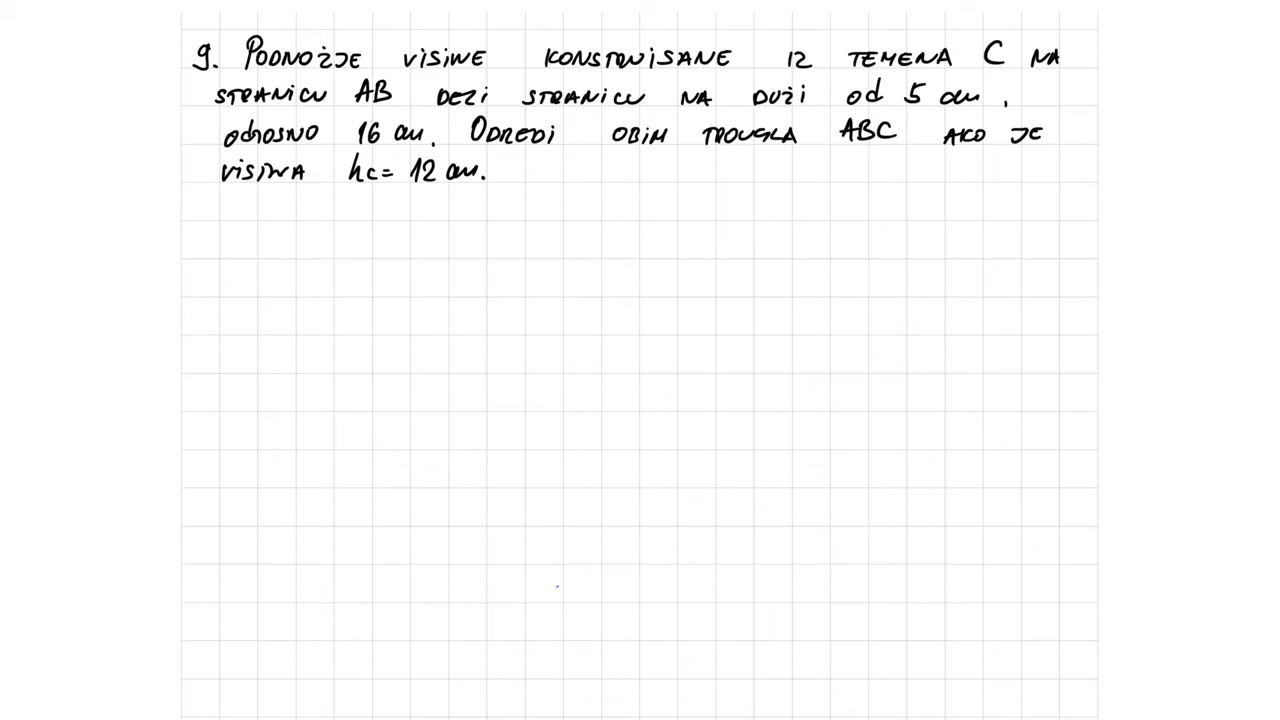 9. PODNOŽJE VISINE KONSTRUISANE IZ TEMENA C NA
STRANICU AB DELI STRANICU NA DUŽI od 5 cm,
odnosno 16 cm. ODREDI OBIM TROUGLA ABC AKO JE
VISINA hc = 12 cm.